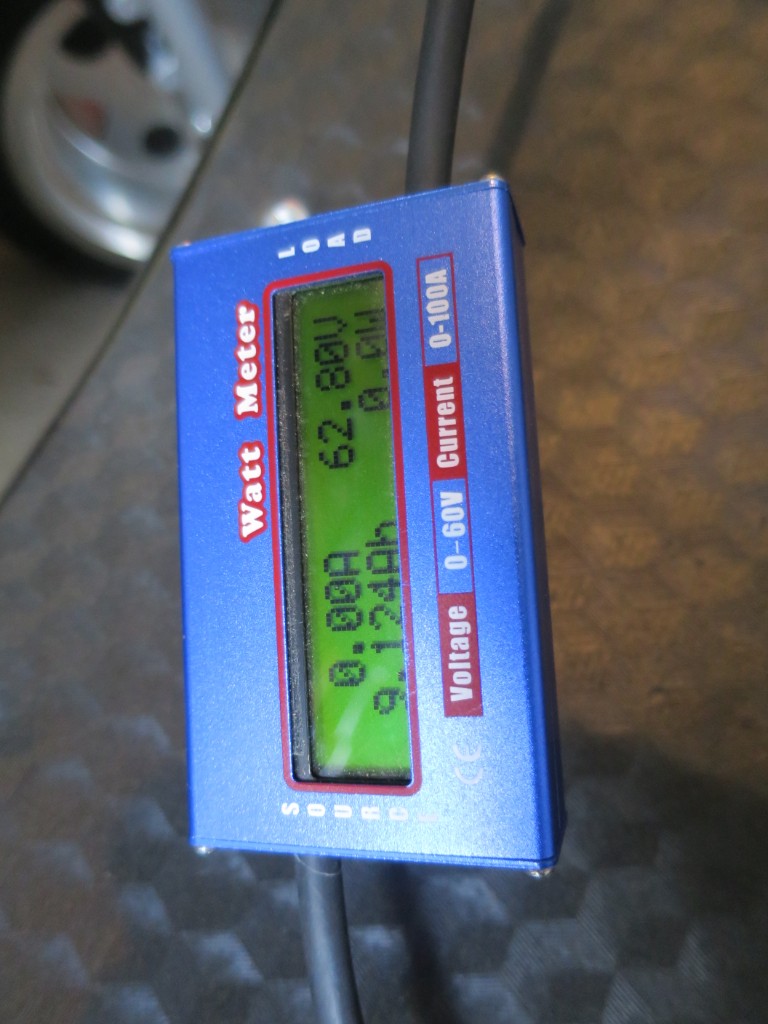 Watt Meter
SOURCE
LOAD
0.00A 62.80V
9.124Ah 0.0W
Voltage 0-60V Current 0-100A
CE